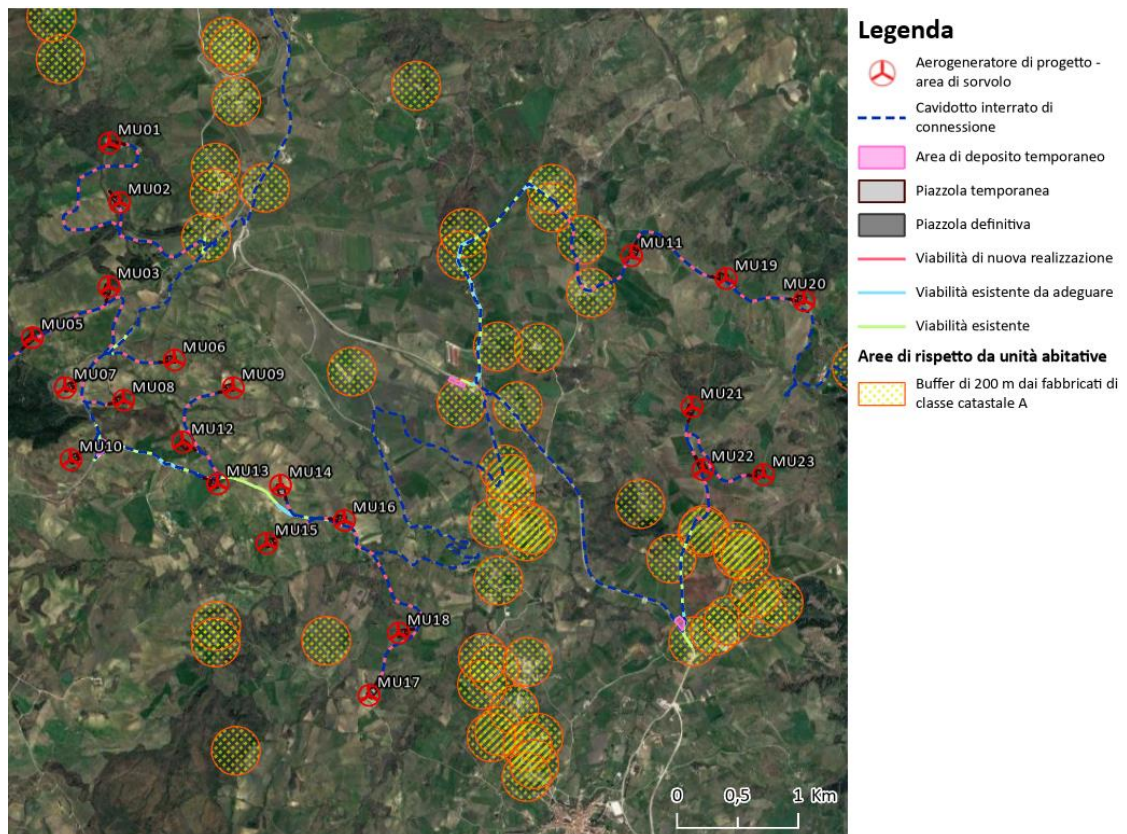 MU01
MU02
MU03
MU05
MU06
MU07
MU08
MU09
MU10
MU12
MU13
MU14
MU15
MU16
MU18
MU17
MU11
MU19
MU20
MU21
MU22
MU23
0 0,5 1 Km
Legenda
Aerogeneratore di progetto -
area di sorvolo
Cavidotto interrato di
connessione
Area di deposito temporaneo
Piazzola temporanea
Piazzola definitiva
Viabilità di nuova realizzazione
Viabilità esistente da adeguare
Viabilità esistente
Aree di rispetto da unità abitative
Buffer di 200 m dai fabbricati di
classe catastale A